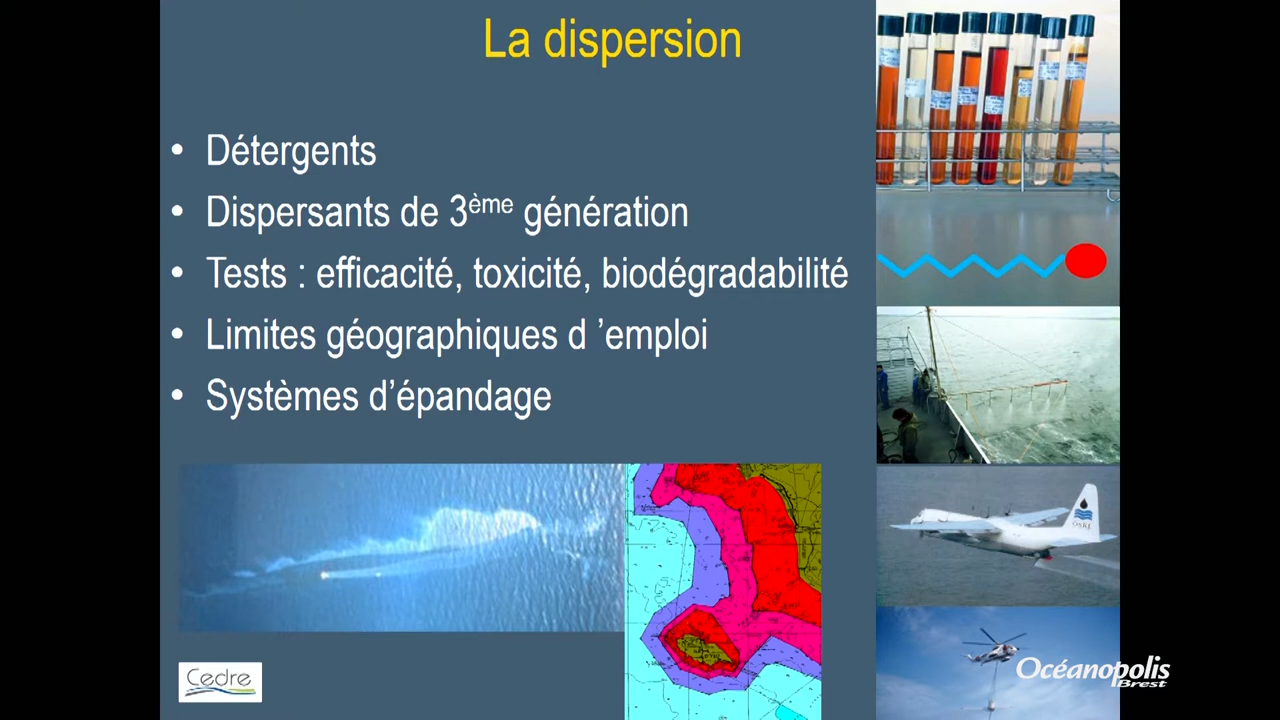 La dispersion
• Détergents
• Dispersants de 3ème génération
• Tests : efficacité, toxicité, biodégradabilité
• Limites géographiques d ’emploi
• Systèmes d’épandage
OSRL
Cedre
Océanopolis
Brest